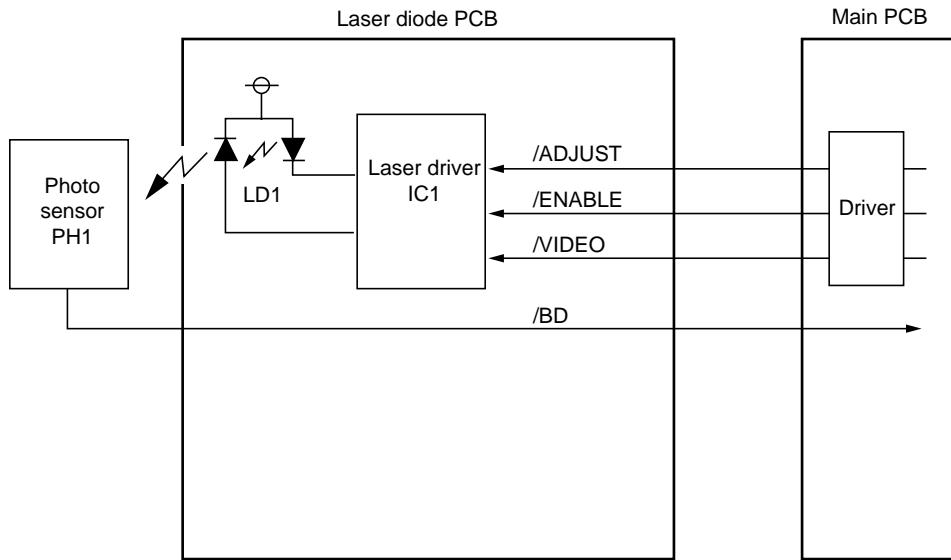 Laser diode PCB
Main PCB
Photo
sensor
PH1
LD1
Laser driver
IC1
/ADJUST
/ENABLE
/VIDEO
Driver
/BD